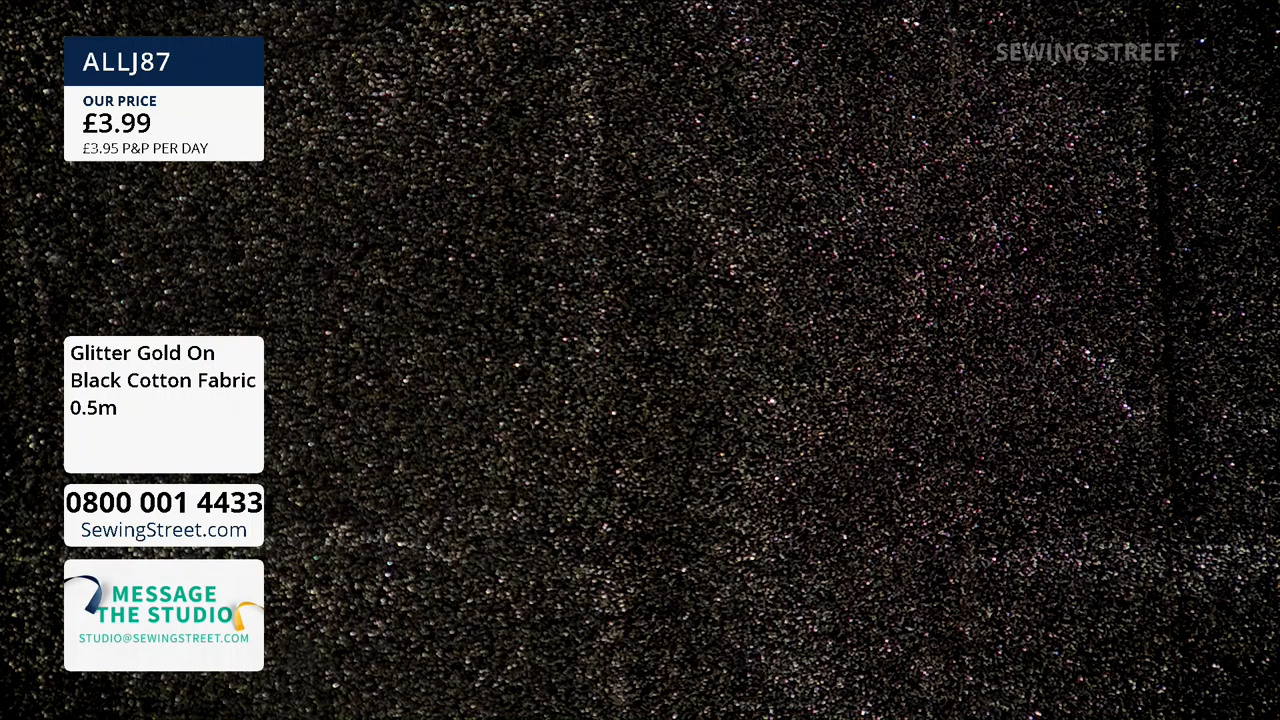 ALLJ87
OUR PRICE
£3.99
£3.95 P&P PER DAY
SEWING STREET
Glitter Gold On
Black Cotton Fabric
0.5m
0800 001 4433
SewingStreet.com
MESSAGE
THE STUDIO
STUDIO@SEWINGSTREET.COM